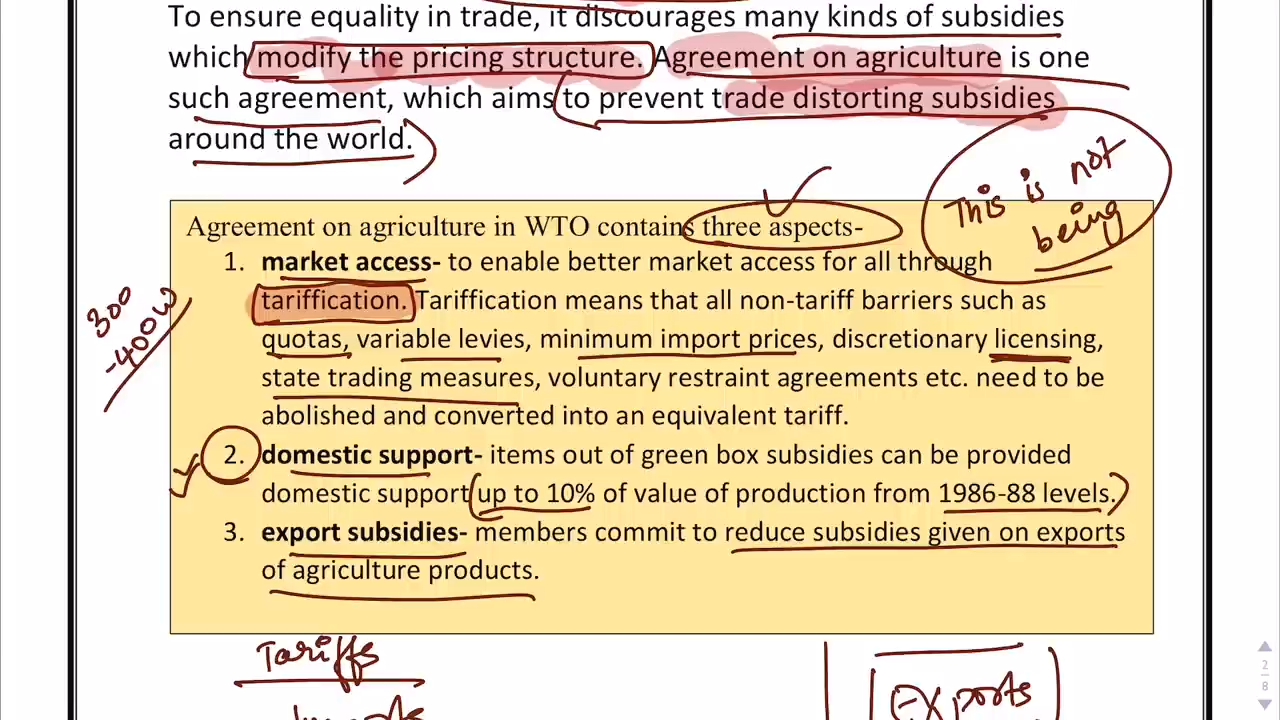 To ensure equality in trade, it discourages many kinds of subsidies
which modify the pricing structure. Agreement on agriculture is one
such agreement, which aims to prevent trade distorting subsidies
around the world.
This is not
being
Agreement on agriculture in WTO contains three aspects-
1. market access- to enable better market access for all through
tariffication. Tariffication means that all non-tariff barriers such as
quotas, variable levies, minimum import prices, discretionary licensing,
state trading measures, voluntary restraint agreements etc. need to be
abolished and converted into an equivalent tariff.
300
2. domestic support- items out of green box subsidies can be provided
domestic support up to 10% of value of production from 1986-88 levels.
3. export subsidies- members commit to reduce subsidies given on exports
of agriculture products.
Tariffs
Exports
2
8